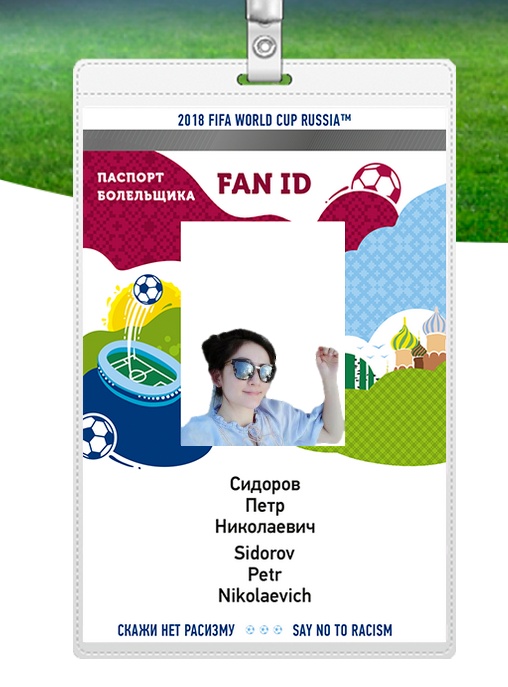 2018 FIFA WORLD CUP RUSSIA™
ПАСПОРТ
БОЛЕЛЬЩИКА
FAN ID
Сидоров
Петр
Николаевич
Sidorov
Petr
Nikolaevich
СКАЖИ НЕТ РАСИЗМУ SAY NO TO RACISM